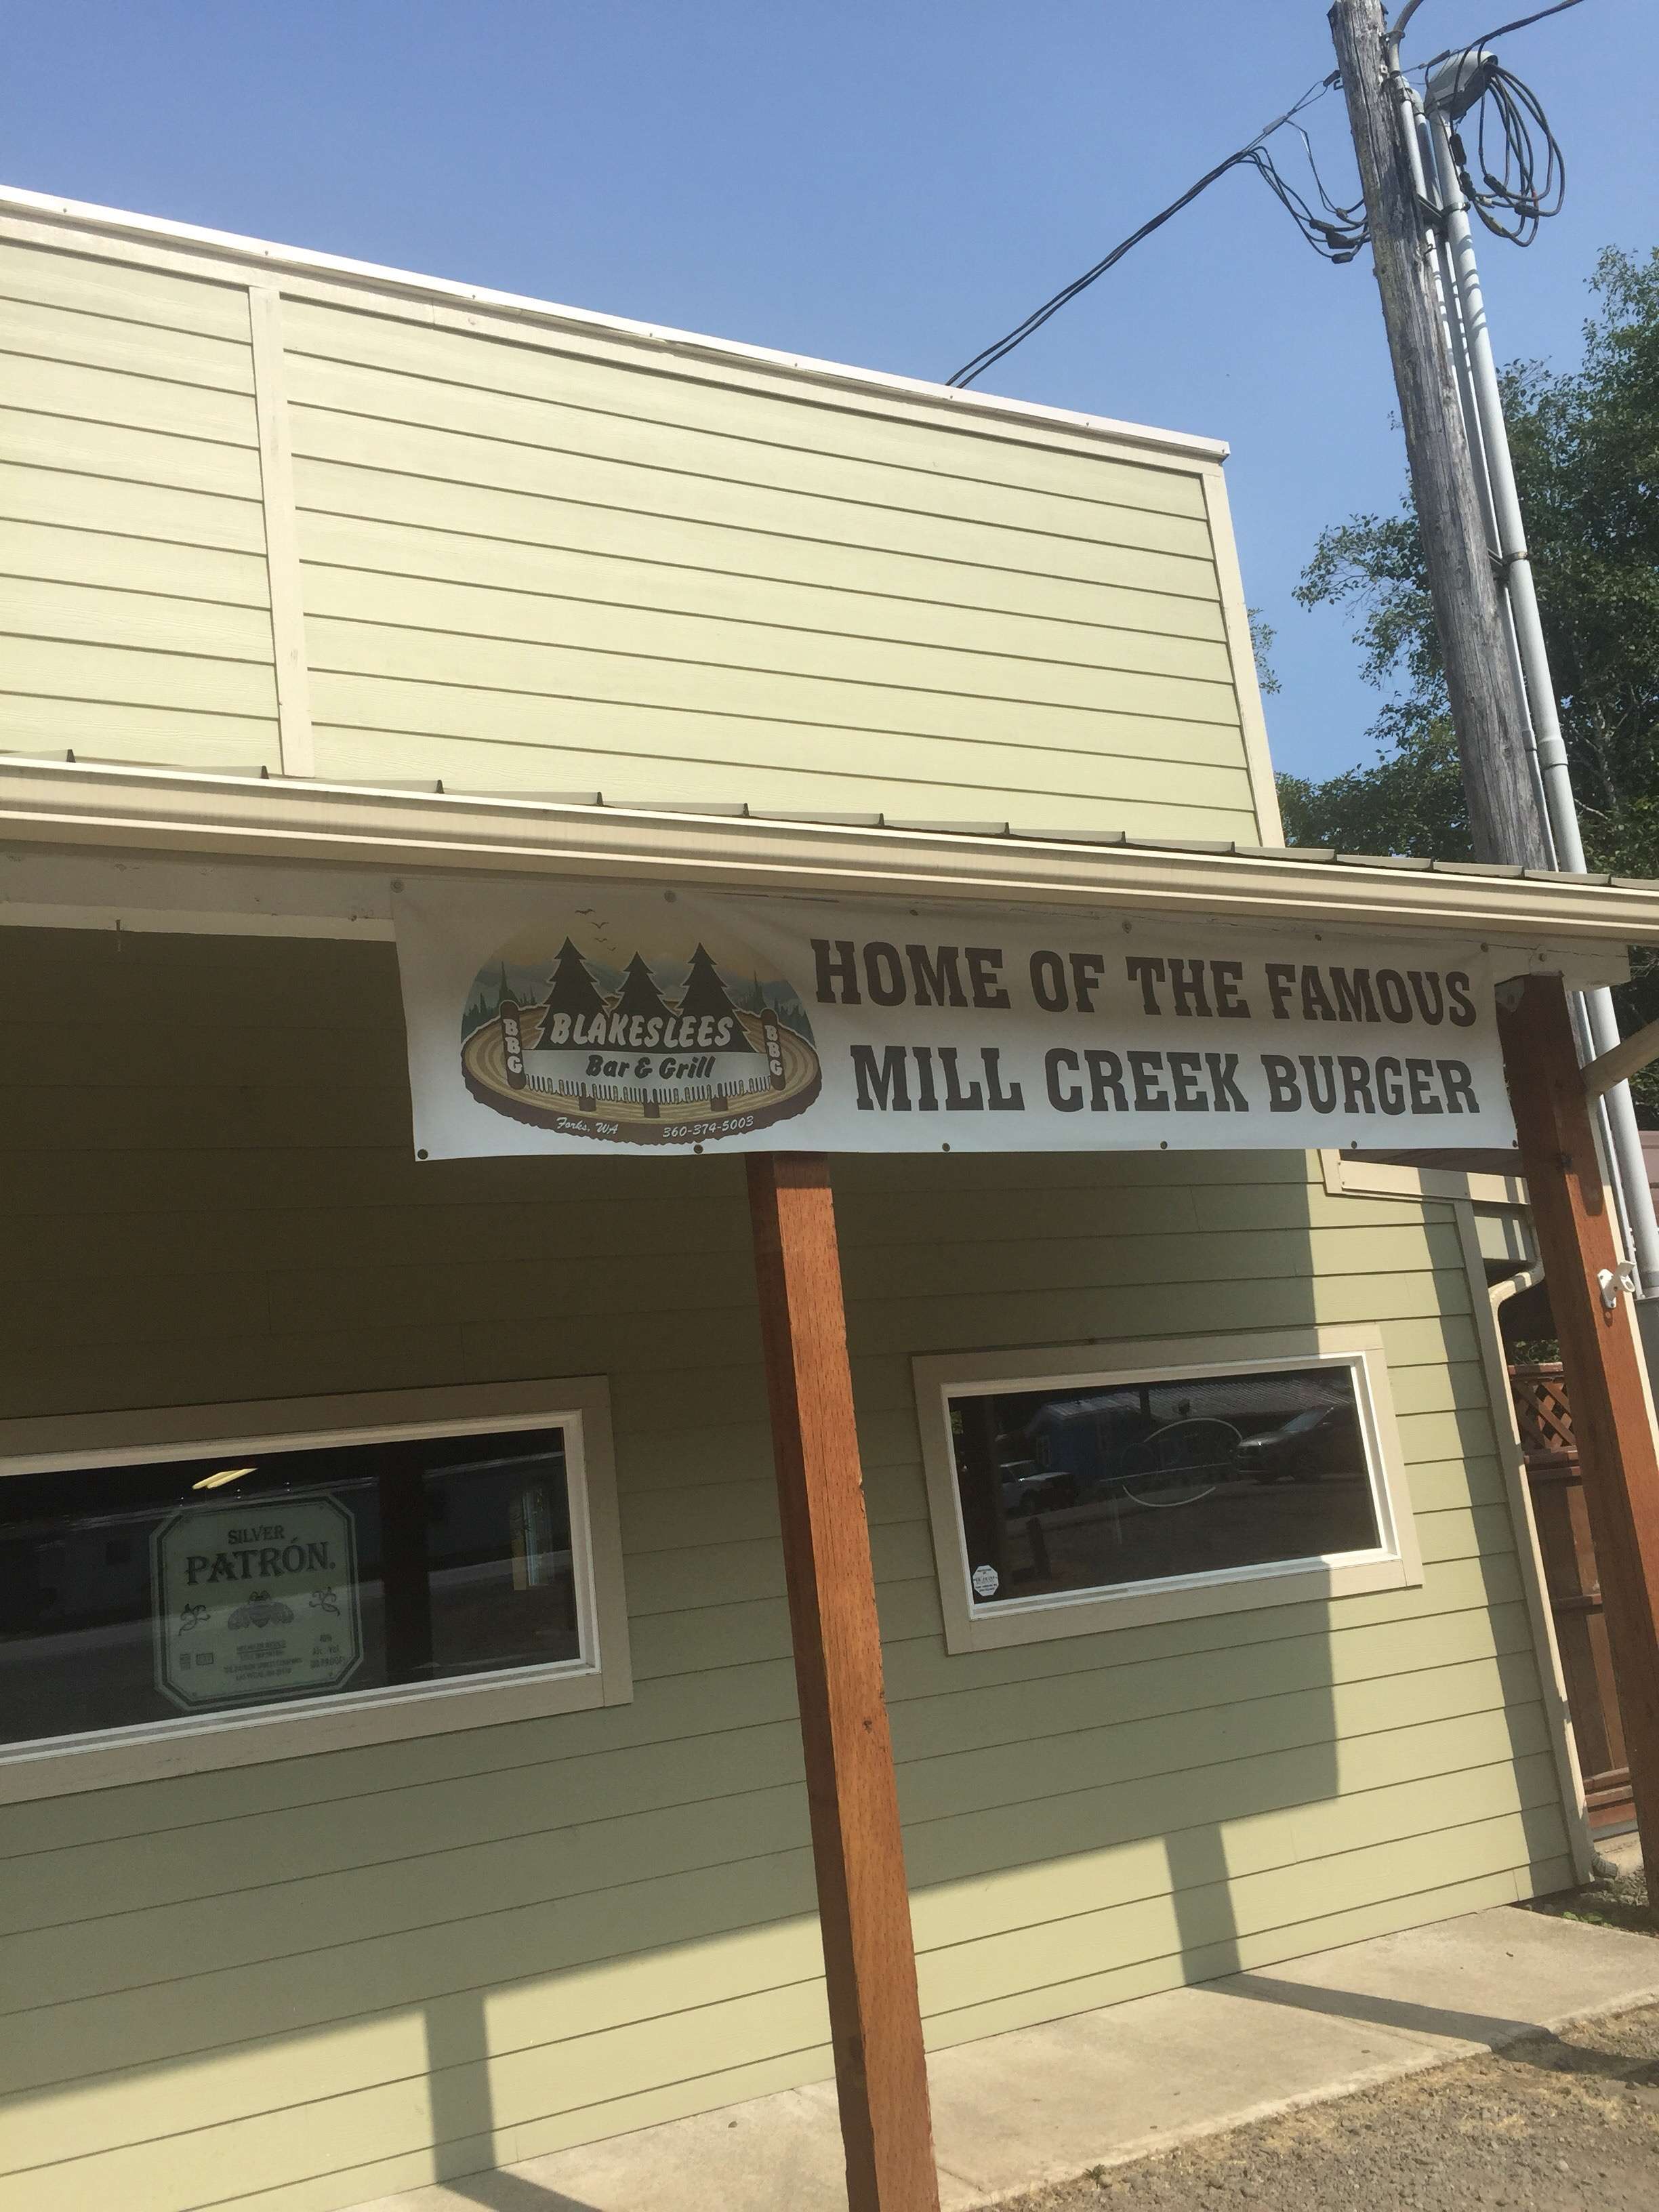 BLAKESLEES
Bar & Grill
BBG
BBG
Forks, WA 360-374-5003
HOME OF THE FAMOUS
MILL CREEK BURGER
SILVER
PATRÓN.
OPEN